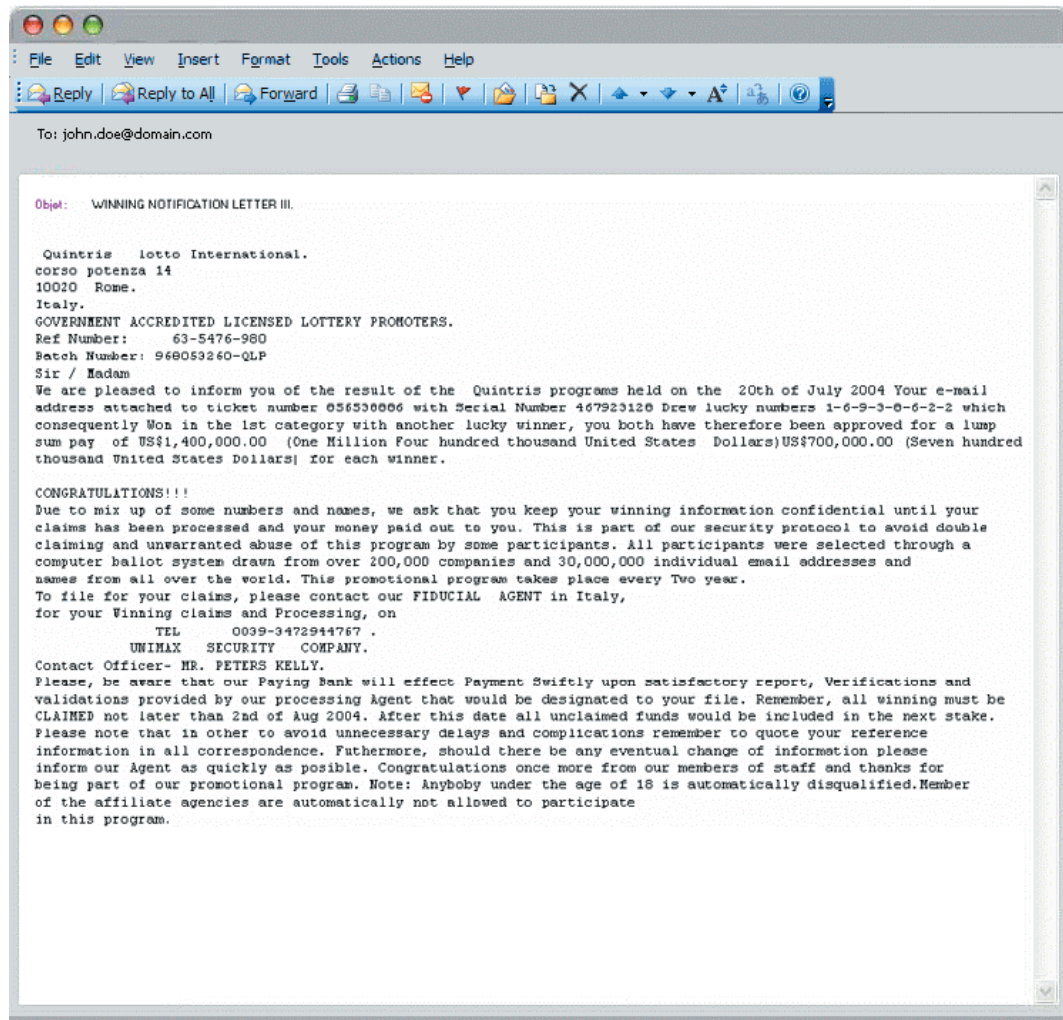 File Edit View Insert Format Tools Actions Help
Reply Reply to All Forward
To: john.doe@domain.com
Objet: WINNING NOTIFICATION LETTER III.
Quintris lotto International.
corso potenza 14
10020 Rome.
Italy.
GOVERNMENT ACCREDITED LICENSED LOTTERY PROMOTERS.
Ref Number: 63-5476-980
Batch Number: 968053260-QLP
Sir / Madam
We are pleased to inform you of the result of the Quintris programs held on the 20th of July 2004 Your e-mail
address attached to ticket number 056530006 with Serial Number 467923120 Drew lucky numbers 1-6-9-3-0-6-2-2 which
consequently Won in the 1st category with another lucky winner, you both have therefore been approved for a lump
sum pay of US$1,400,000.00 (One Million Four hundred thousand United States Dollars)US$700,000.00 (Seven hundred
thousand United States Dollars| for each winner.
CONGRATULATIONS!!!
Due to mix up of some numbers and names, we ask that you keep your winning information confidential until your
claims has been processed and your money paid out to you. This is part of our security protocol to avoid double
claiming and unwarranted abuse of this program by some participants. All participants were selected through a
computer ballot system drawn from over 200,000 companies and 30,000,000 individual email addresses and
names from all over the world. This promotional program takes place every Two year.
To file for your claims, please contact our FIDUCIAL AGENT in Italy,
for your Winning claims and Processing, on
TEL 0039-3472944767 .
UNIMAX SECURITY COMPANY.
Contact Officer- MR. PETERS KELLY.
Please, be aware that our Paying Bank will effect Payment Swiftly upon satisfactory report, Verifications and
validations provided by our processing Agent that would be designated to your file. Remember, all winning must be
CLAIMED not later than 2nd of Aug 2004. After this date all unclaimed funds would be included in the next stake.
Please note that in other to avoid unnecessary delays and complications remember to quote your reference
information in all correspondence. Futhermore, should there be any eventual change of information please
inform our Agent as quickly as posible. Congratulations once more from our members of staff and thanks for
being part of our promotional program. Note: Anyboby under the age of 18 is automatically disqualified.Member
of the affiliate agencies are automatically not allowed to participate
in this program.